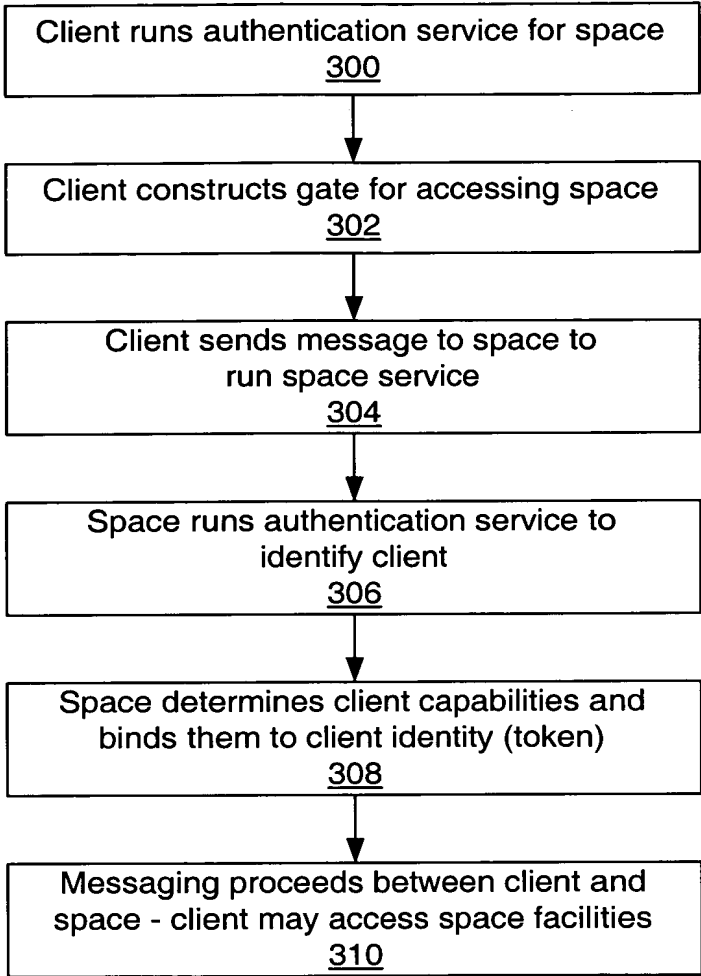 Client runs authentication service for space
300
Client constructs gate for accessing space
302
Client sends message to space to
run space service
304
Space runs authentication service to
identify client
306
Space determines client capabilities and
binds them to client identity (token)
308
Messaging proceeds between client and
space - client may access space facilities
310